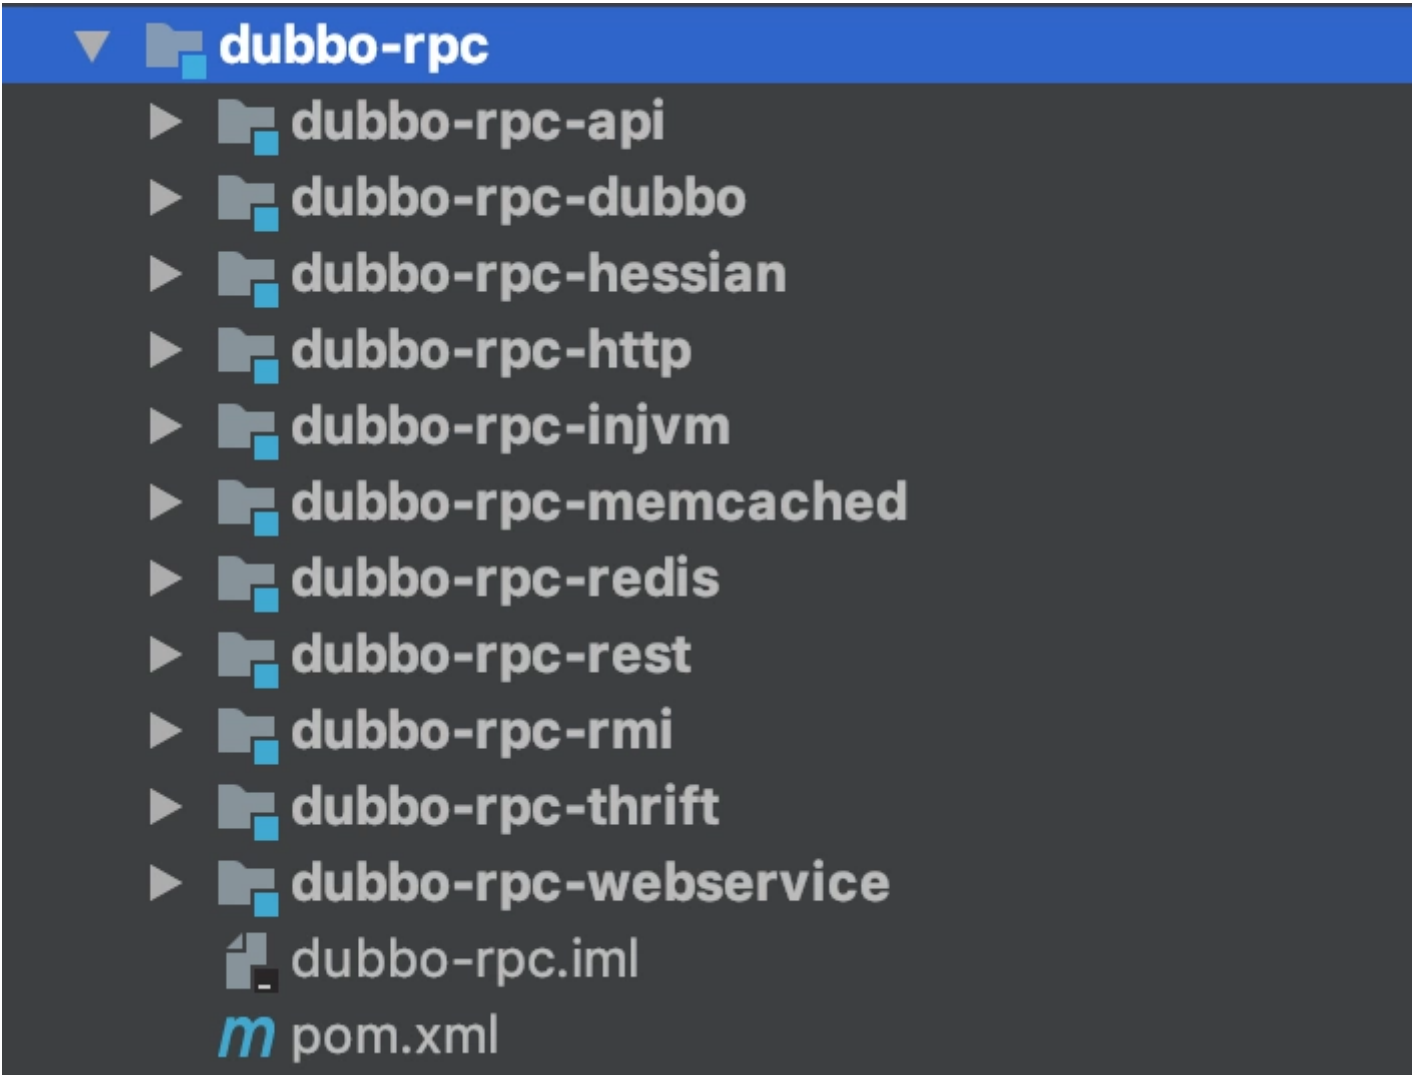 dubbo-rpc
dubbo-rpc-api
dubbo-rpc-dubbo
dubbo-rpc-hessian
dubbo-rpc-http
dubbo-rpc-injvm
dubbo-rpc-memcached
dubbo-rpc-redis
dubbo-rpc-rest
dubbo-rpc-rmi
dubbo-rpc-thrift
dubbo-rpc-webservice
dubbo-rpc.iml
m pom.xml